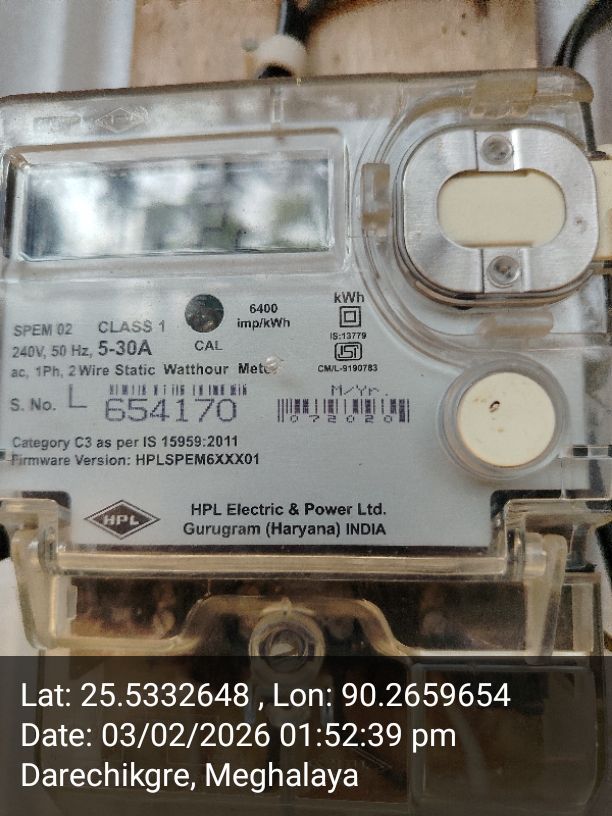 6400
imp/kWh
kWh
SPEM 02 CLASS 1
CAL
IS:13779
240V, 50 Hz, 5-30A
CM/L-9190783
ac, 1Ph, 2 Wire Static Watthour Meter
M/Yr.
S. No. L 654170
072020
Category C3 as per IS 15959:2011
Firmware Version: HPLSPEM6XXX01
HPL
HPL Electric & Power Ltd.
Gurugram (Haryana) INDIA
Lat: 25.5332648 , Lon: 90.2659654
Date: 03/02/2026 01:52:39 pm
Darechikgre, Meghalaya